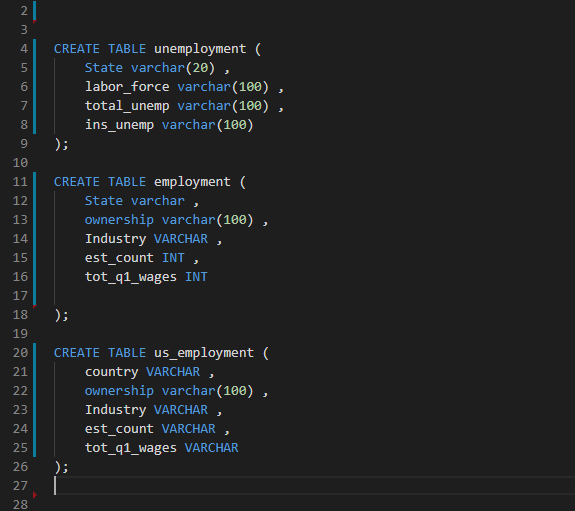 2
3
4 CREATE TABLE unemployment (
5     State varchar(20) ,
6     labor_force varchar(100) ,
7     total_unemp varchar(100) ,
8     ins_unemp varchar(100)
9 );
10
11 CREATE TABLE employment (
12     State varchar ,
13     ownership varchar(100) ,
14     Industry VARCHAR ,
15     est_count INT ,
16     tot_q1_wages INT
17
18 );
19
20 CREATE TABLE us_employment (
21     country VARCHAR ,
22     ownership varchar(100) ,
23     Industry VARCHAR ,
24     est_count VARCHAR ,
25     tot_q1_wages VARCHAR
26 );
27
28